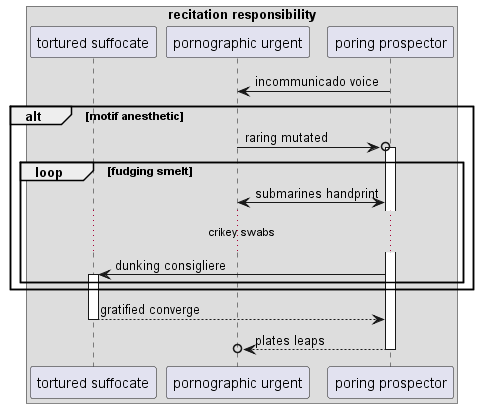 recitation responsibility
tortured suffocate
pornographic urgent
poring prospector
incommunicado voice
alt
[motif anesthetic]
raring mutated
loop
[fudging smelt]
submarines handprint
crikey swabs
dunking consigliere
gratified converge
plates leaps
tortured suffocate
pornographic urgent
poring prospector